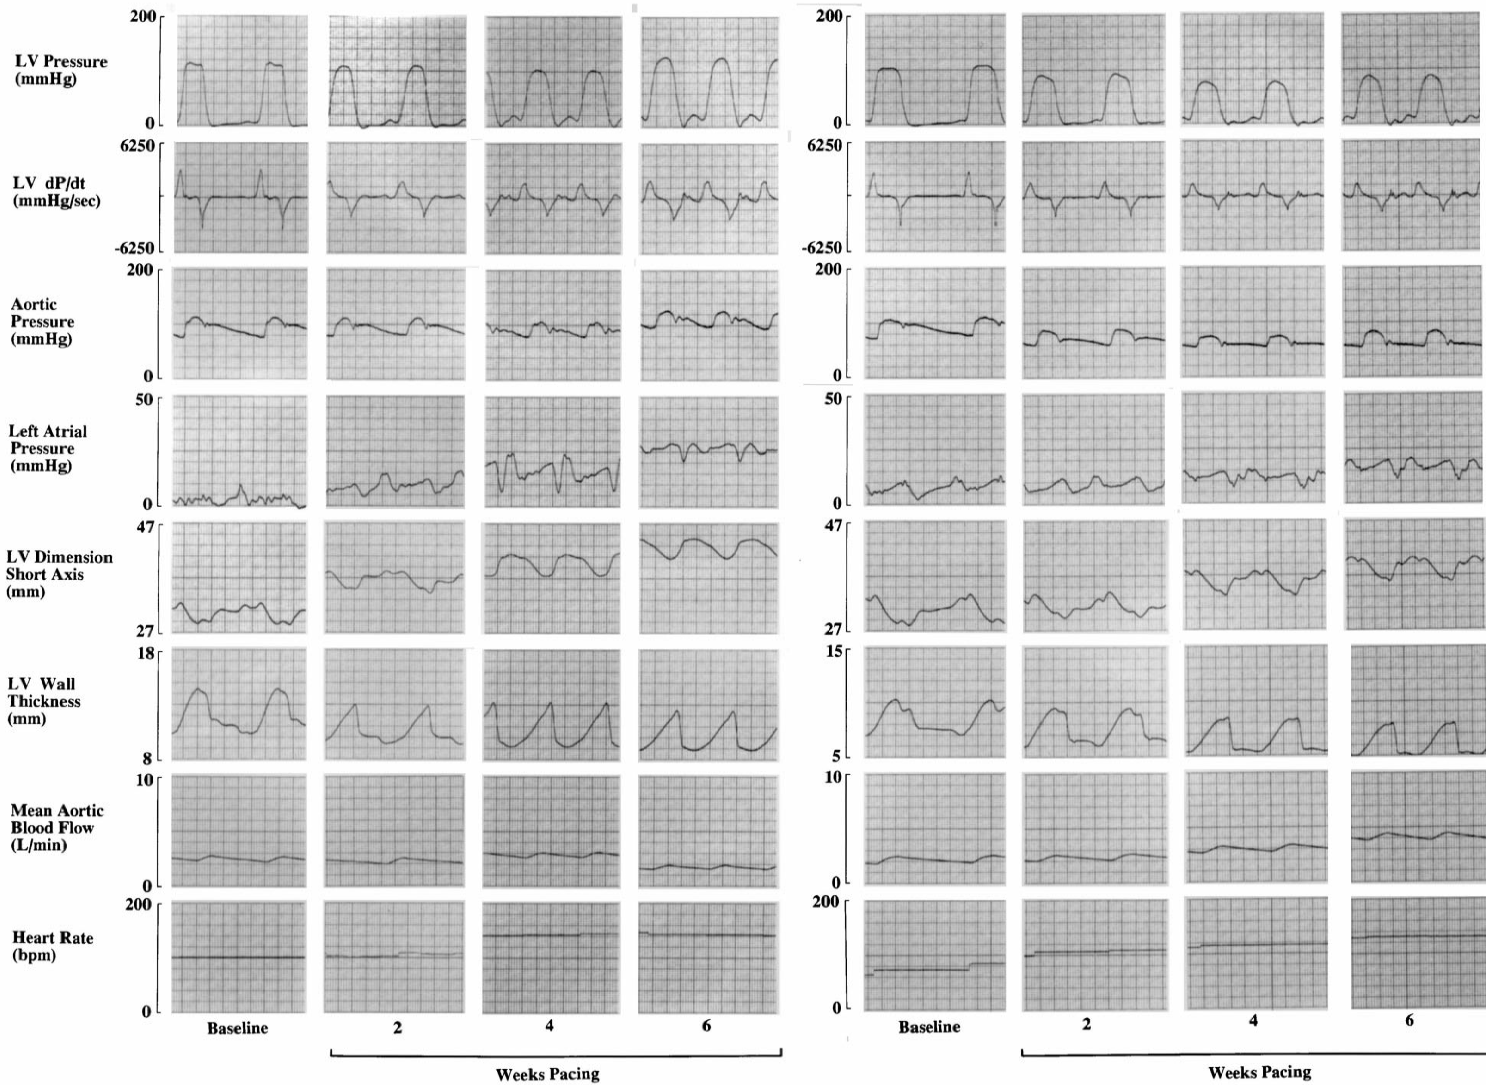 200
LV Pressure
(mmHg)
0
6250
LV dP/dt
(mmHg/sec)
-6250
200
Aortic
Pressure
(mmHg)
0
50
Left Atrial
Pressure
(mmHg)
0
47
LV Dimension
Short Axis
(mm)
27
18
LV Wall
Thickness
(mm)
8
10
Mean Aortic
Blood Flow
(L/min)
0
200
Heart Rate
(bpm)
0
Baseline 2 4 6
Weeks Pacing
200
0
6250
-6250
200
0
50
0
47
27
15
5
10
0
200
0
Baseline 2 4 6
Weeks Pacing